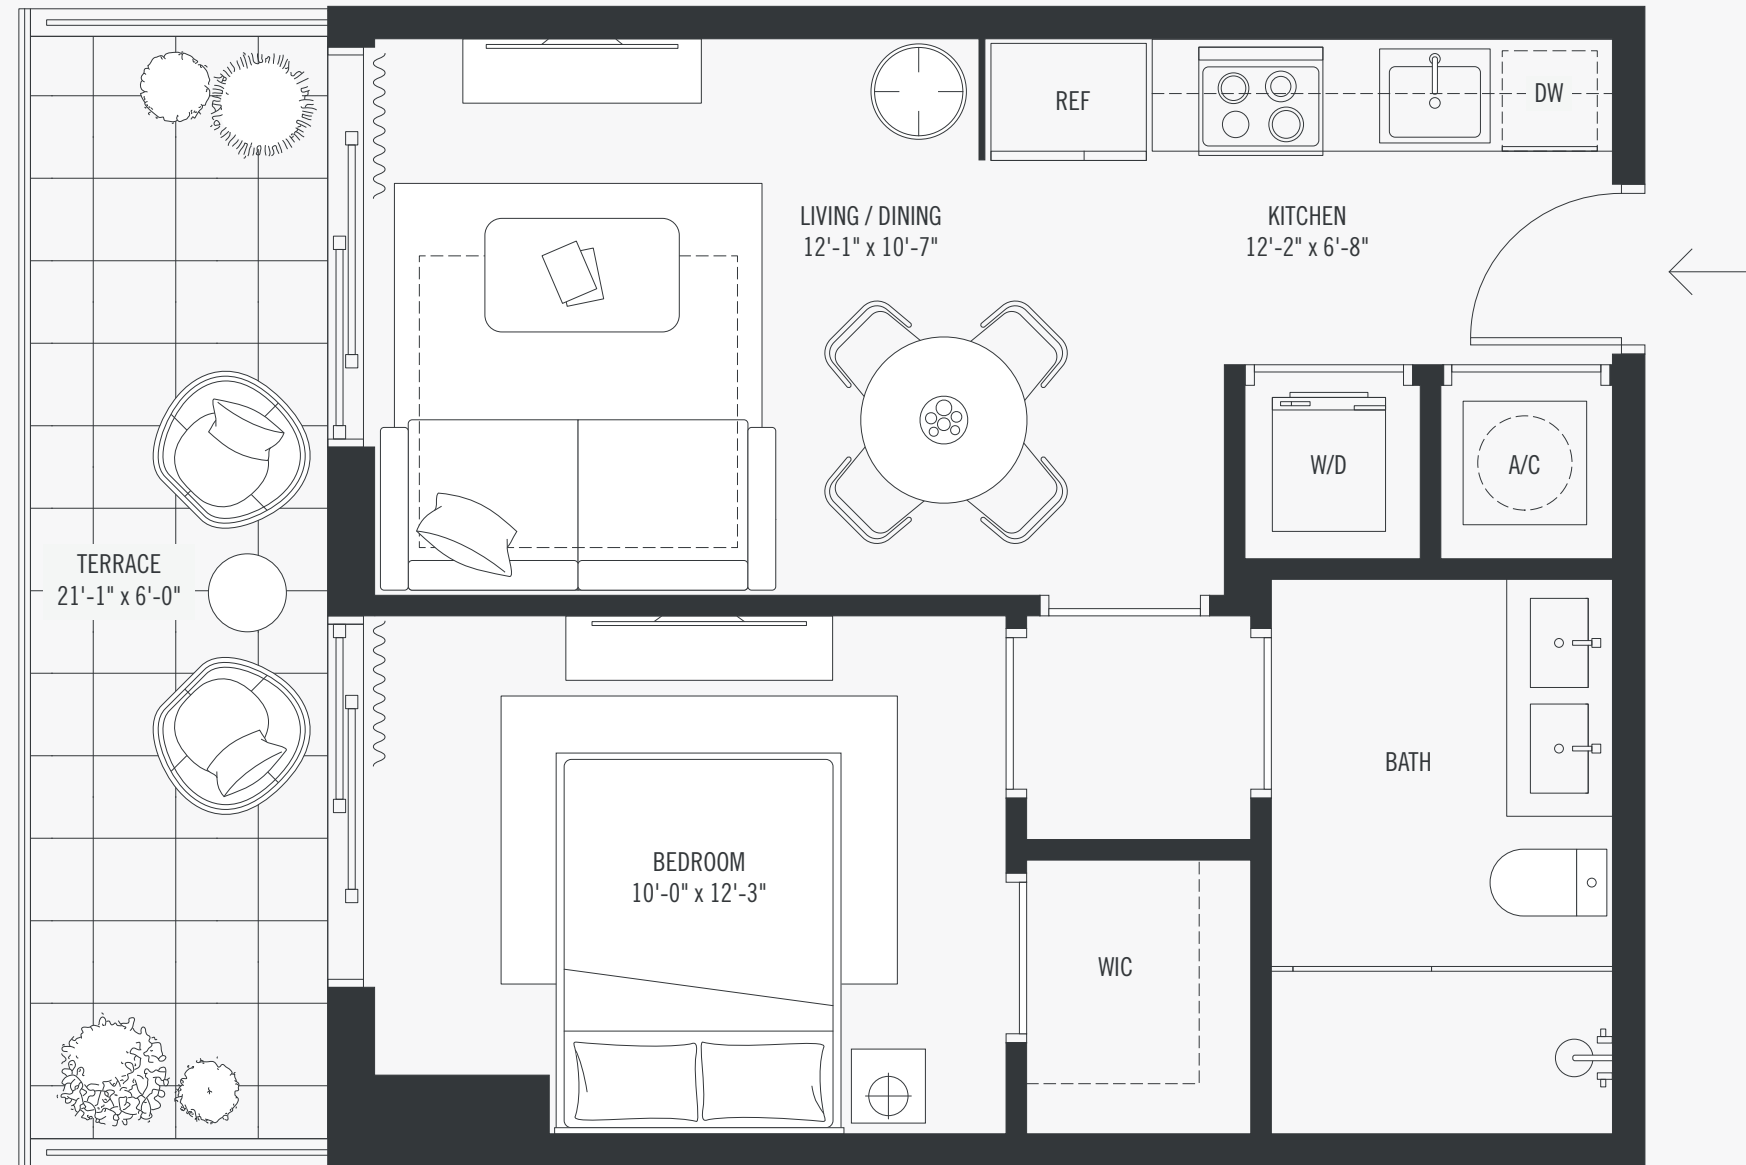 REF
DW
LIVING / DINING
12'-1" x 10'-7"
KITCHEN
12'-2" x 6'-8"
W/D
A/C
TERRACE
21'-1" x 6'-0"
BATH
BEDROOM
10'-0" x 12'-3"
WIC